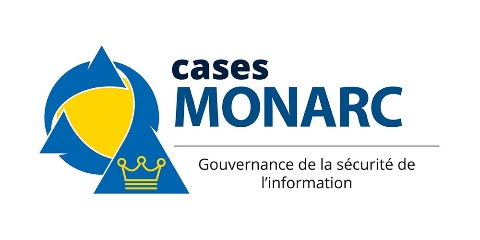 cases
MONARC
Gouvernance de la sécurité de
l'information